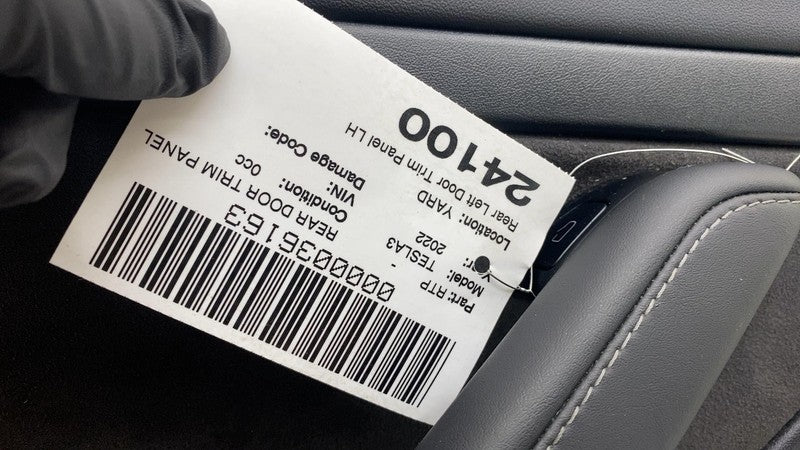 0000036163
Part: RTP - REAR DOOR TRIM PANEL
Model: TESLA3 Condition: 0CC
Year: 2022 VIN:
Location: YARD Damage Code:
Rear Left Door Trim Panel LH
24100